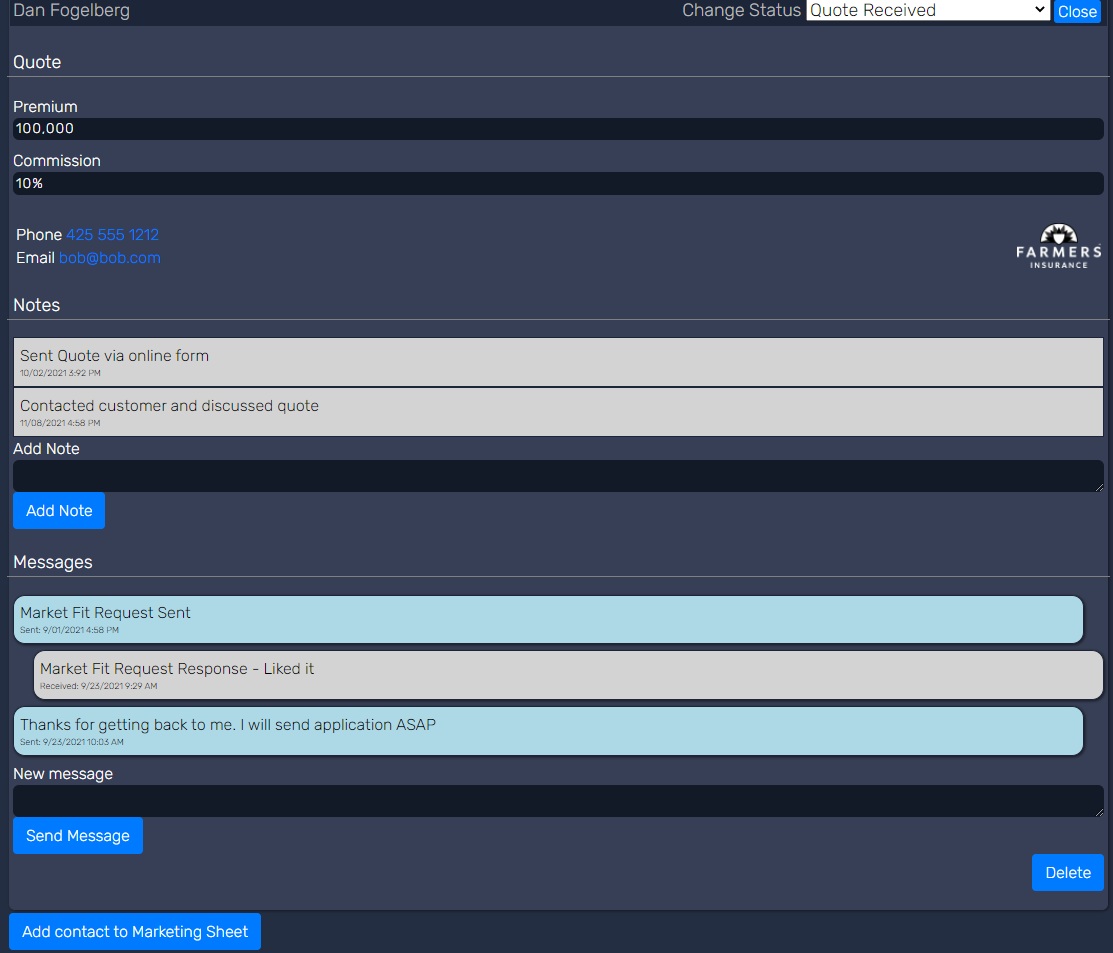 Dan Fogelberg Change Status Quote Received Close
Quote
Premium
100,000
Commission
10%
Phone 425 555 1212
Email bob@bob.com
FARMERS
INSURANCE
Notes
Sent Quote via online form
10/02/2021 3:92 PM
Contacted customer and discussed quote
11/08/2021 4:58 PM
Add Note
Add Note
Messages
Market Fit Request Sent
Sent: 9/01/2021 4:58 PM
Market Fit Request Response - Liked it
Received: 9/23/2021 9:29 AM
Thanks for getting back to me. I will send application ASAP
Sent: 9/23/2021 10:03 AM
New message
Send Message
Delete
Add contact to Marketing Sheet